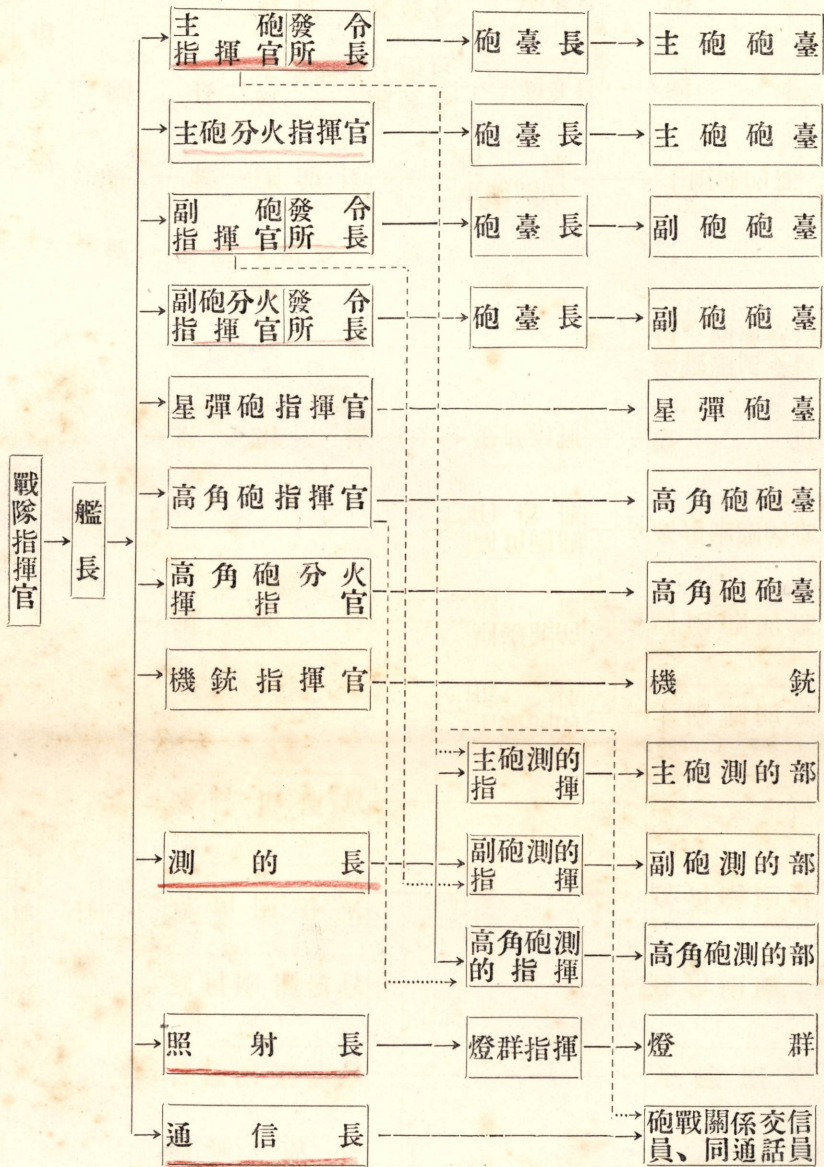 戰隊指揮官
艦長
主砲
指揮官
發令
所長
砲臺長
主砲砲臺
主砲分火指揮官
砲臺長
主砲砲臺
副砲
指揮官
發令
所長
砲臺長
副砲砲臺
副砲分火
指揮官
發令
所長
砲臺長
副砲砲臺
星彈砲指揮官
星彈砲臺
高角砲指揮官
高角砲砲臺
高角砲分火
揮指官
高角砲砲臺
機銃指揮官
機銃
測的長
主砲測的
指揮
主砲測的部
副砲測的
指揮
副砲測的部
高角砲測
的指揮
高角砲測的部
照射長
燈群指揮
燈群
通信長
砲戰關係交信
員、同通話員